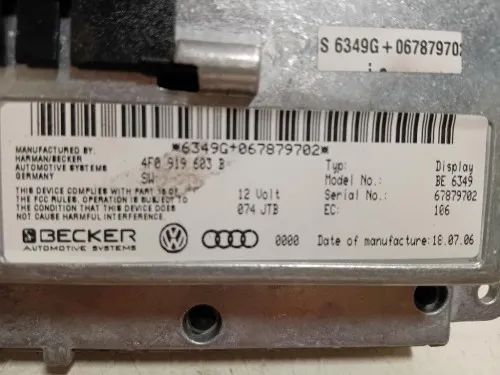 S 6349G+067879702
*6349G+067879702*
MANUFACTURED BY:
HARMAN/BECKER
AUTOMOTIVE SYSTEMS
GERMANY
4F0 919 603 B
SW
Typ: Display
Model No.: BE 6349
Serial No.: 67879702
EC: 106
12 Volt
074 JTB
THIS DEVICE COMPLIES WITH PART 15 OF
THE FCC RULES. OPERATION IS SUBJECT TO
THE CONDITION THAT THIS DEVICE DOES
NOT CAUSE HARMFUL INTERFERENCE.
BECKER
AUTOMOTIVE SYSTEMS
0000
Date of manufacture: 18.07.06